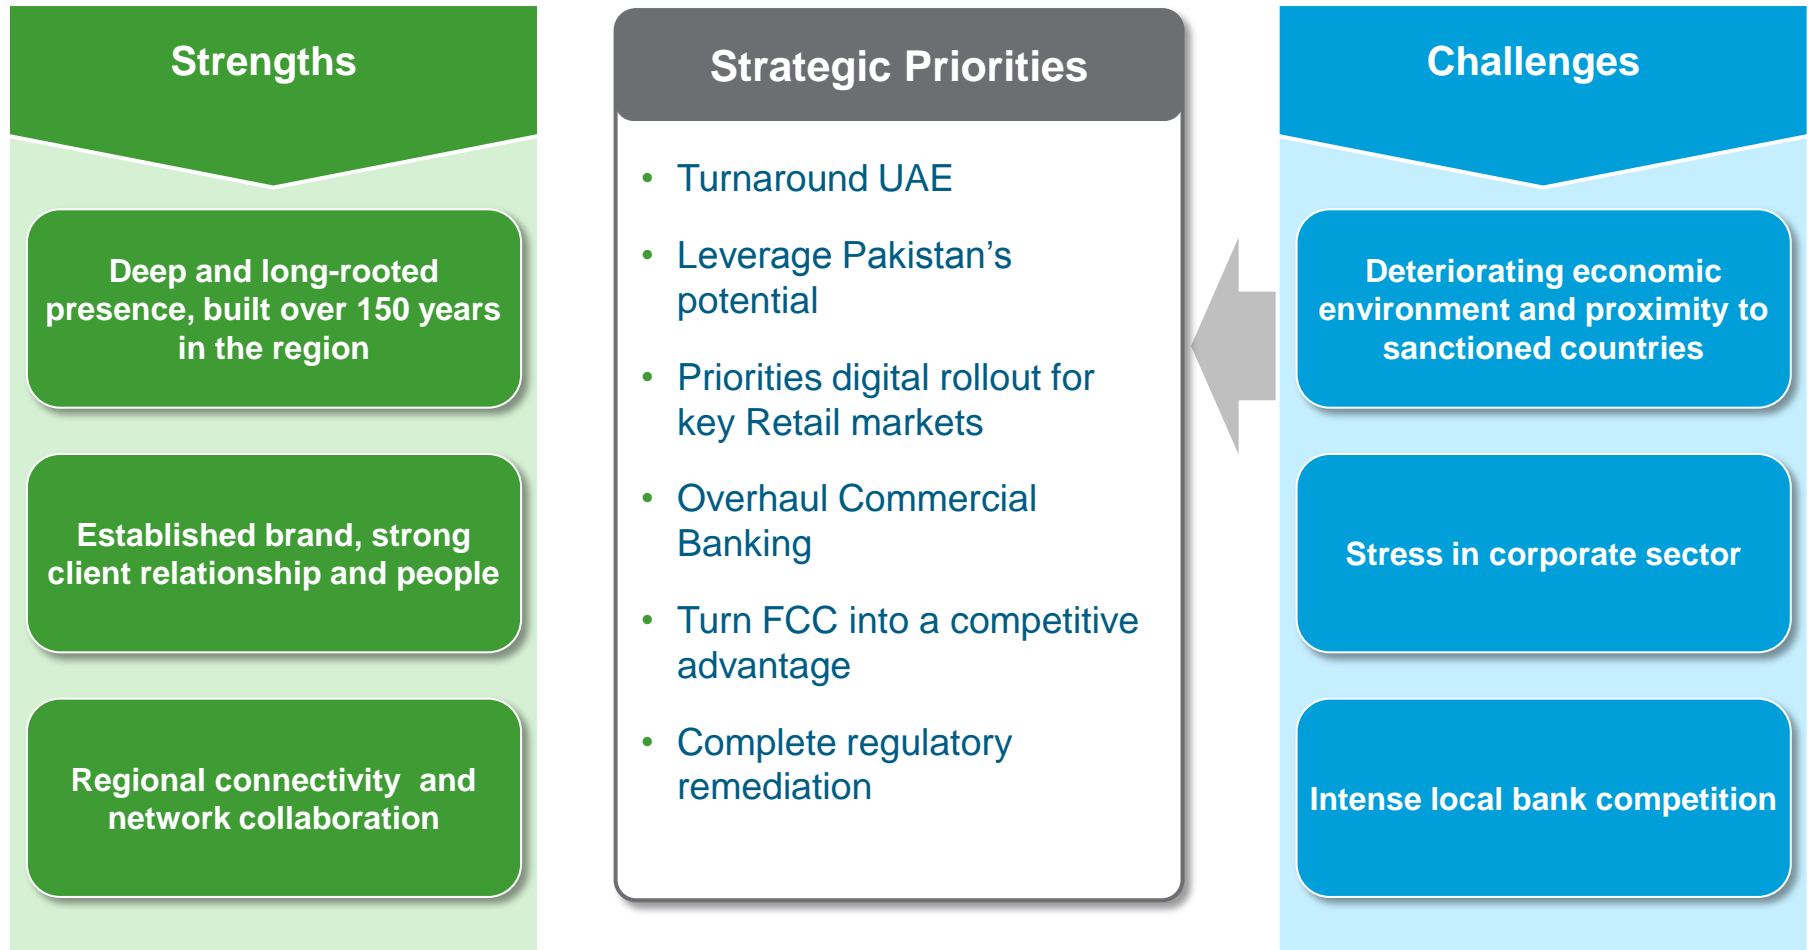 Strengths
Deep and long-rooted
presence, built over 150 years
in the region
Established brand, strong
client relationship and people
Regional connectivity  and
network collaboration
Strategic Priorities
• Turnaround UAE
• Leverage Pakistan’s
potential
• Priorities digital rollout for
key Retail markets
• Overhaul Commercial
Banking
• Turn FCC into a competitive
advantage
• Complete regulatory
remediation
Challenges
Deteriorating economic
environment and proximity to
sanctioned countries
Stress in corporate sector
Intense local bank competition